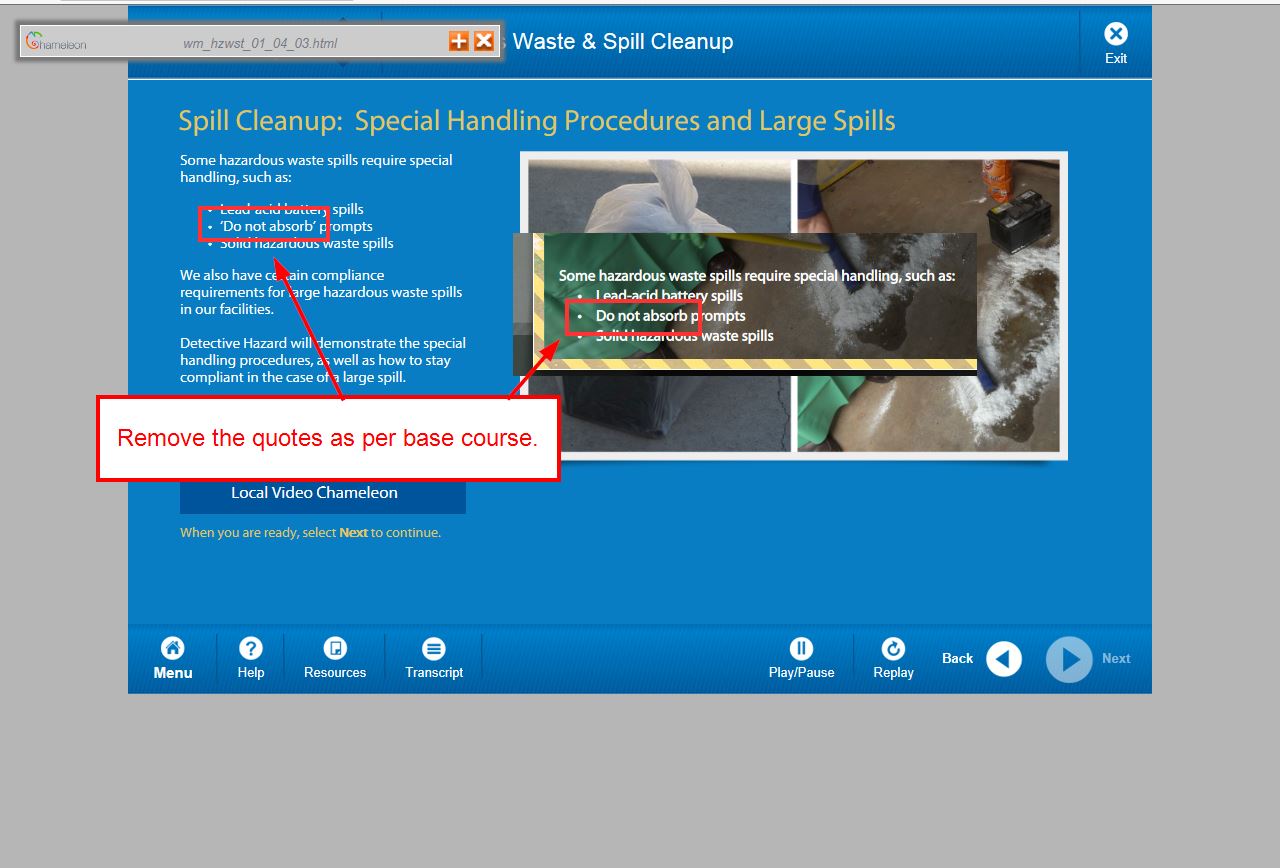 Chameleon wm_hzwst_01_04_03.html
Waste & Spill Cleanup
Exit
Spill Cleanup: Special Handling Procedures and Large Spills
Some hazardous waste spills require special
handling, such as:
• Lead-acid battery spills
• ‘Do not absorb’ prompts
• Solid hazardous waste spills
We also have certain compliance
requirements for large hazardous waste spills
in our facilities.
Detective Hazard will demonstrate the special
handling procedures, as well as how to stay
compliant in the case of a large spill.
Some hazardous waste spills require special handling, such as:
• Lead-acid battery spills
• Do not absorb prompts
• Solid hazardous waste spills
Remove the quotes as per base course.
Local Video Chameleon
When you are ready, select Next to continue.
Menu
Help
Resources
Transcript
Play/Pause
Replay
Back
Next